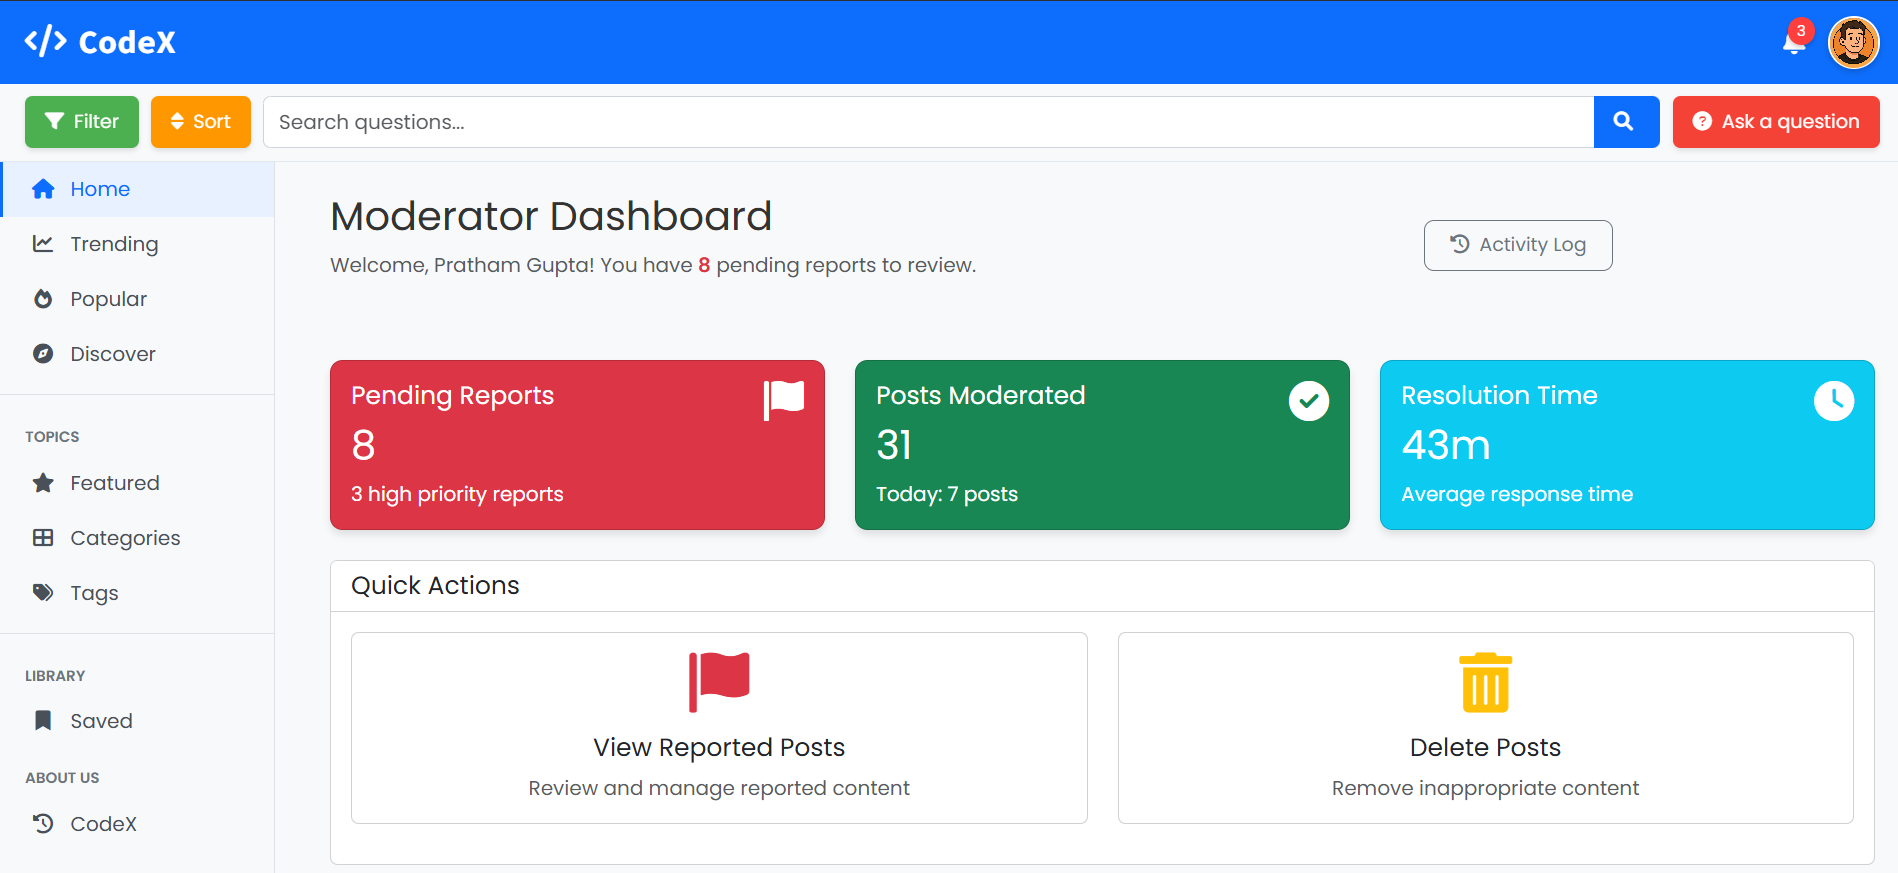 </> CodeX
3
Filter
Sort
Search questions...
Ask a question
Home
Trending
Popular
Discover
TOPICS
Featured
Categories
Tags
LIBRARY
Saved
ABOUT US
CodeX
Moderator Dashboard
Welcome, Pratham Gupta! You have 8 pending reports to review.
Activity Log
Pending Reports
8
3 high priority reports
Posts Moderated
31
Today: 7 posts
Resolution Time
43m
Average response time
Quick Actions
View Reported Posts
Review and manage reported content
Delete Posts
Remove inappropriate content